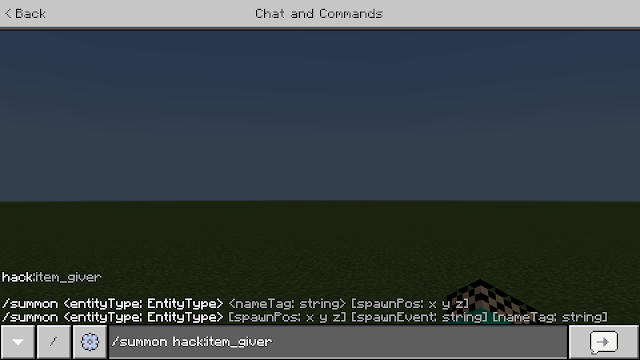 < Back
Chat and Commands
hack:item_giver
/summon <entityType: EntityType> <nameTag: string> [spawnPos: x y z]
/summon <entityType: EntityType> [spawnPos: x y z] [spawnEvent: string] [nameTag: string]
/
/summon hack:item_giver